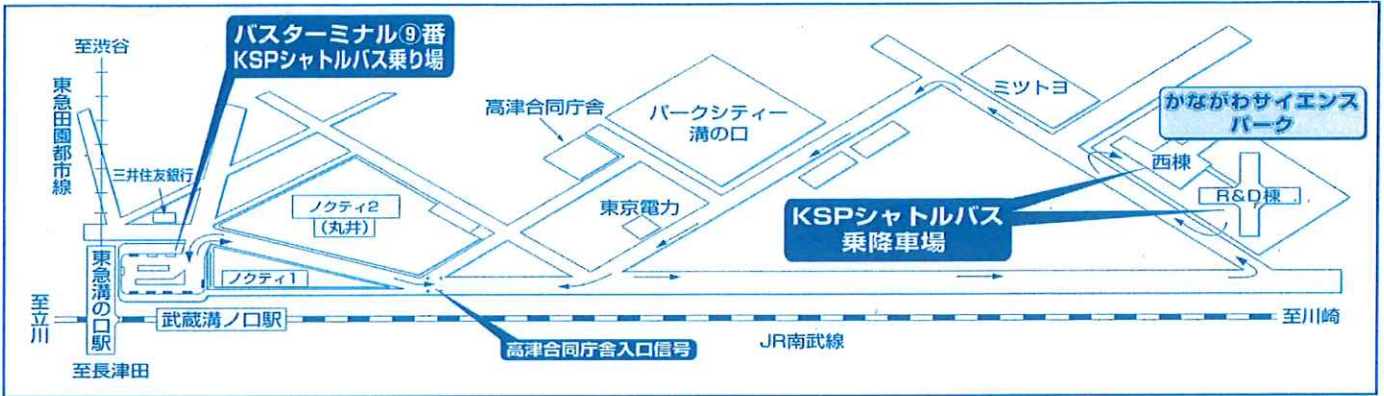 至渋谷
バスターミナル⑨番
KSPシャトルバス乗り場
東急田園都市線
三井住友銀行
高津合同庁舎
パークシティー
溝の口
ミツトヨ
かながわサイエンス
パーク
西棟
R&D棟
ノクティ2
(丸井)
東京電力
KSPシャトルバス
乗降車場
ノクティ1
東急溝の口駅
至立川
武蔵溝ノ口駅
高津合同庁舎入口信号
JR南武線
至川崎
至長津田